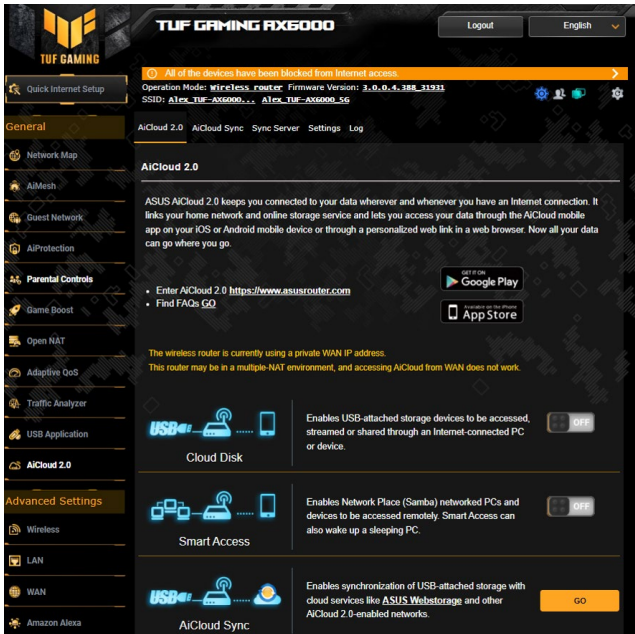 TUF GAMING
TUF GAMING AX6000
Logout
English
All of the devices have been blocked from Internet access.
Quick Internet Setup
Operation Mode: Wireless router Firmware Version: 3.0.0.4.388_31931
SSID: Alex_TUF-AX6000... Alex_TUF-AX6000_5G
General
Network Map
AiMesh
Guest Network
AiProtection
Parental Controls
Game Boost
Open NAT
Adaptive QoS
Traffic Analyzer
USB Application
AiCloud 2.0
Advanced Settings
Wireless
LAN
WAN
Amazon Alexa
AiCloud 2.0 AiCloud Sync Sync Server Settings Log
AiCloud 2.0
ASUS AiCloud 2.0 keeps you connected to your data wherever and whenever you have an Internet connection. It
links your home network and online storage service and lets you access your data through the AiCloud mobile
app on your iOS or Android mobile device or through a personalized web link in a web browser. Now all your data
can go where you go.
Enter AiCloud 2.0 https://www.asusrouter.com
Find FAQs GO
GET IT ON
Google Play
Available on the iPhone
App Store
The wireless router is currently using a private WAN IP address.
This router may be in a multiple-NAT environment, and accessing AiCloud from WAN does not work.
USB
Cloud Disk
Enables USB-attached storage devices to be accessed,
streamed or shared through an Internet-connected PC
or device.
OFF
Smart Access
Enables Network Place (Samba) networked PCs and
devices to be accessed remotely. Smart Access can
also wake up a sleeping PC.
OFF
USB
AiCloud Sync
Enables synchronization of USB-attached storage with
cloud services like ASUS Webstorage and other
AiCloud 2.0-enabled networks.
GO